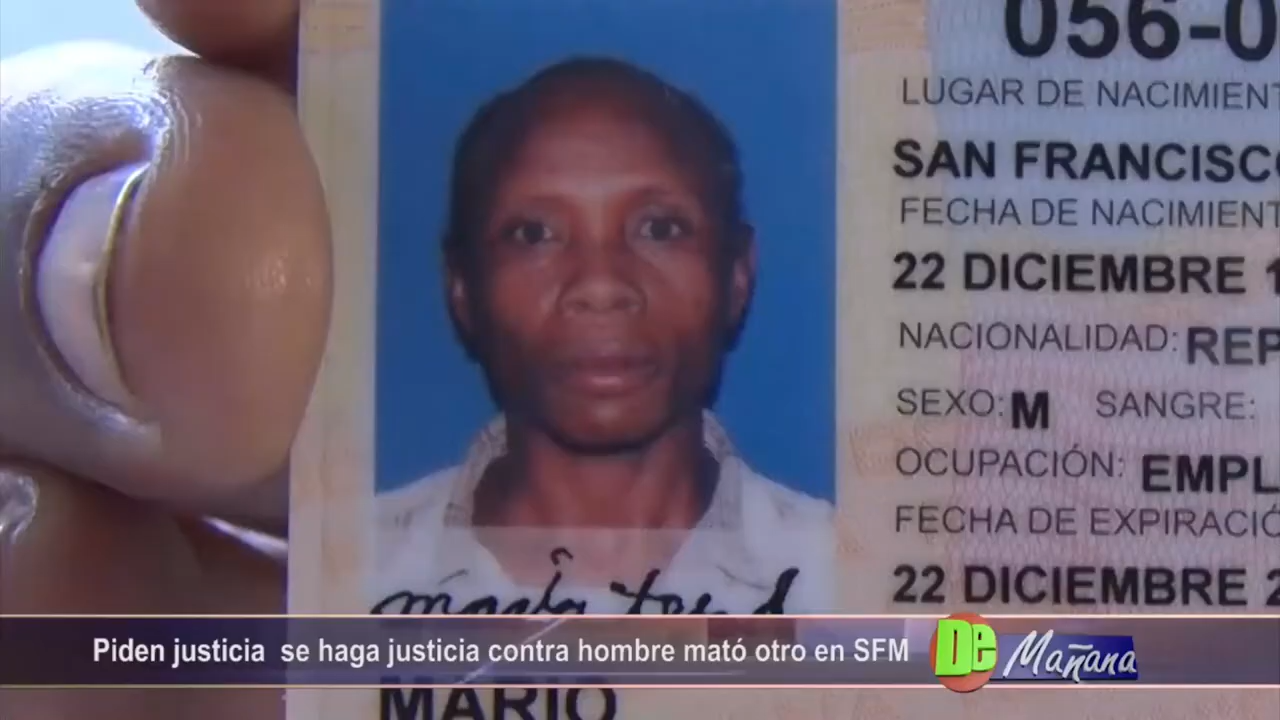 056-0
LUGAR DE NACIMIENT
SAN FRANCISCO
FECHA DE NACIMIENT
22 DICIEMBRE 1
NACIONALIDAD: REP
SEXO: M SANGRE:
OCUPACIÓN: EMPL
FECHA DE EXPIRACIÓ
22 DICIEMBRE 2
Piden justicia se haga justicia contra hombre mató otro en SFM
De Mañana
MARIO